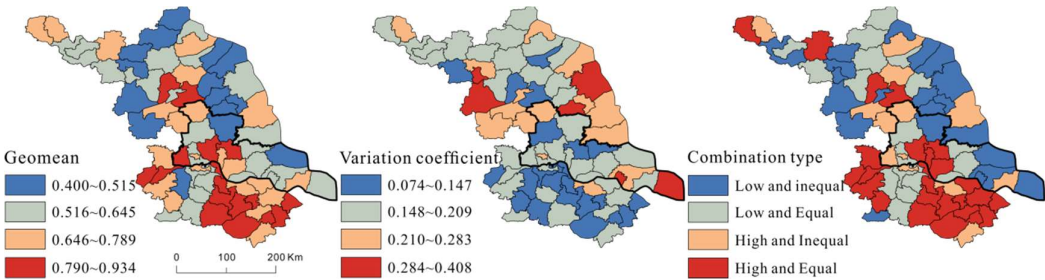 Geomean
0.400~0.515
0.516~0.645
0.646~0.789
0.790~0.934
0 100 200 Km
Variation coefficient
0.074~0.147
0.148~0.209
0.210~0.283
0.284~0.408
Combination type
Low and inequal
Low and Equal
High and Inequal
High and Equal